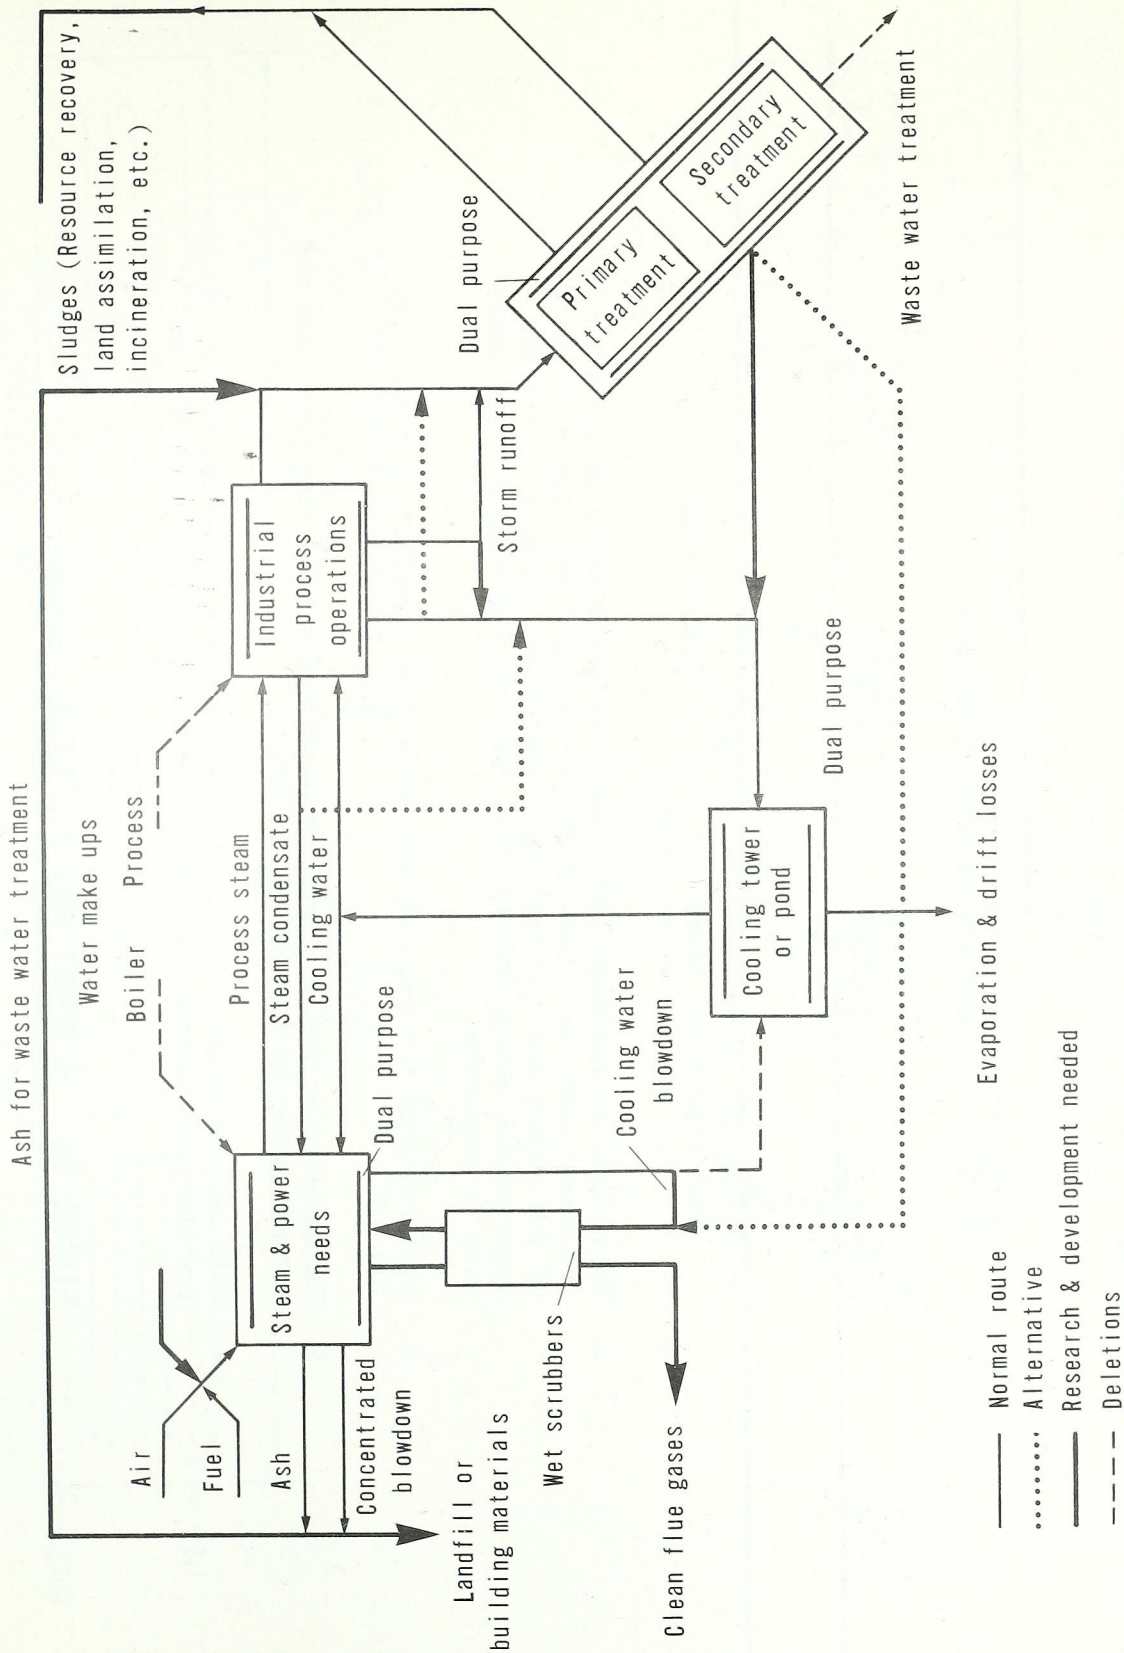 Ash for waste water treatment
Sludges (Resource recovery,
land assimilation,
incineration, etc.)
Water make ups
Boiler
Process
Air
Fuel
Ash
Concentrated
blowdown
Landfill or
building materials
Steam & power
needs
Dual purpose
Process steam
Steam condensate
Cooling water
Industrial
process
operations
Storm runoff
Dual purpose
Primary
treatment
Secondary
treatment
Waste water treatment
Wet scrubbers
Clean flue gases
Cooling water
blowdown
Cooling tower
or pond
Dual purpose
Evaporation & drift losses
Normal route
Alternative
Research & development needed
Deletions